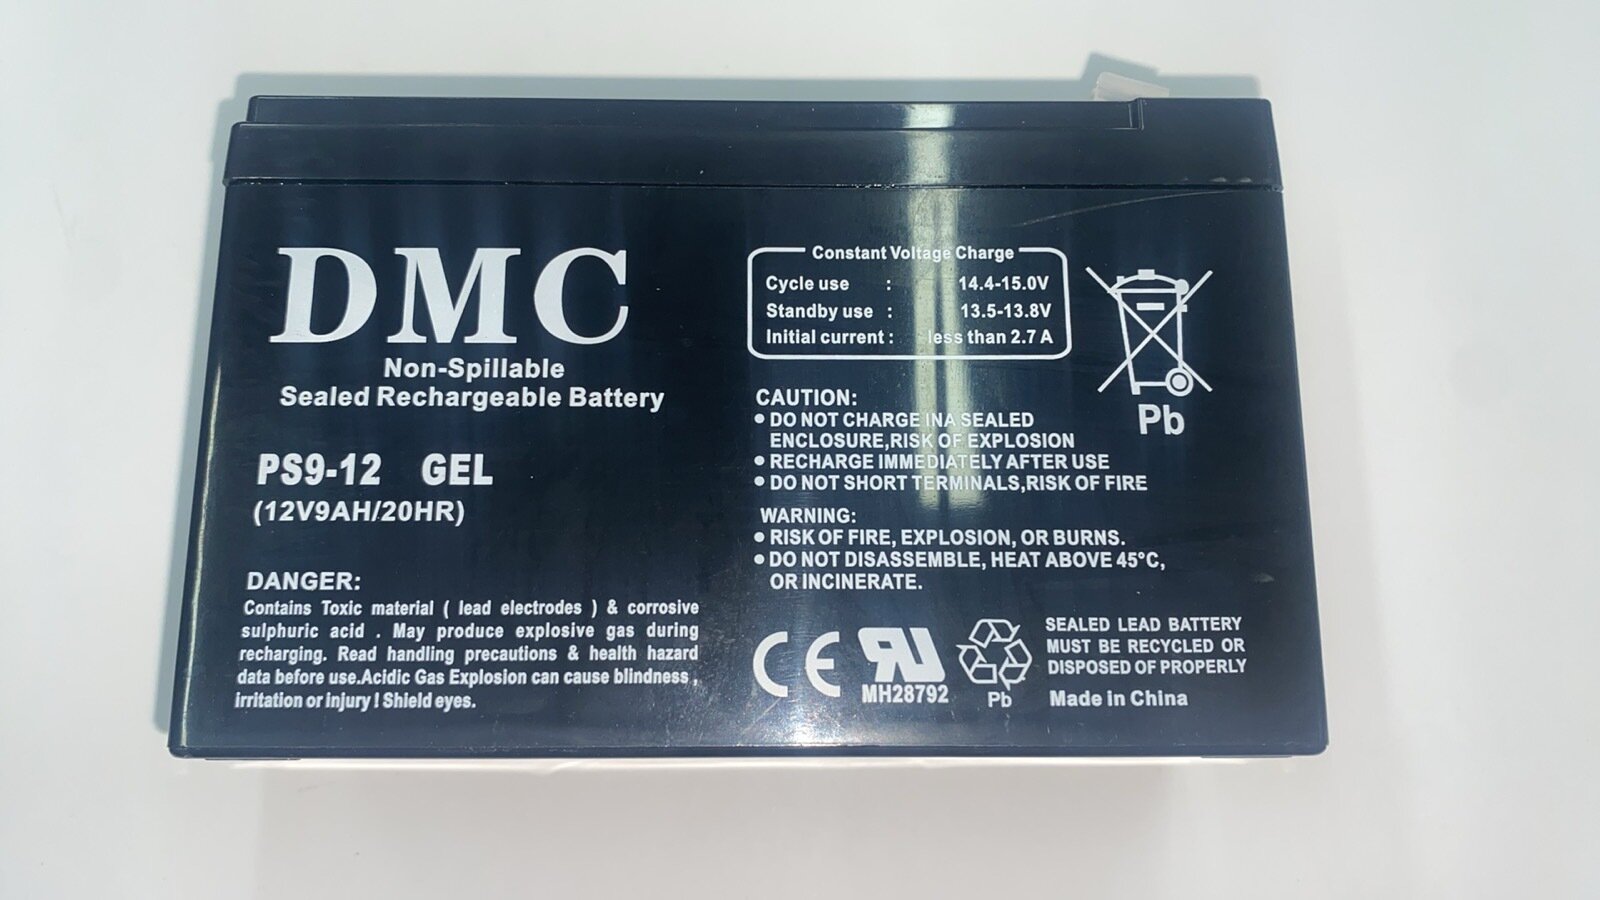 DMC
Non-Spillable
Sealed Rechargeable Battery
PS9-12 GEL
(12V9AH/20HR)
DANGER:
Contains Toxic material ( lead electrodes ) & corrosive
sulphuric acid . May produce explosive gas during
recharging. Read handling precautions & health hazard
data before use.Acidic Gas Explosion can cause blindness ,
irritation or injury ! Shield eyes.
Constant Voltage Charge
Cycle use : 14.4-15.0V
Standby use : 13.5-13.8V
Initial current : less than 2.7 A
Pb
CAUTION:
• DO NOT CHARGE INA SEALED
ENCLOSURE,RISK OF EXPLOSION
• RECHARGE IMMEDIATELY AFTER USE
• DO NOT SHORT TERMINALS,RISK OF FIRE
WARNING:
• RISK OF FIRE, EXPLOSION, OR BURNS.
• DO NOT DISASSEMBLE, HEAT ABOVE 45°C,
OR INCINERATE.
CE
RU
MH28792
Pb
SEALED LEAD BATTERY
MUST BE RECYCLED OR
DISPOSED OF PROPERLY
Made in China